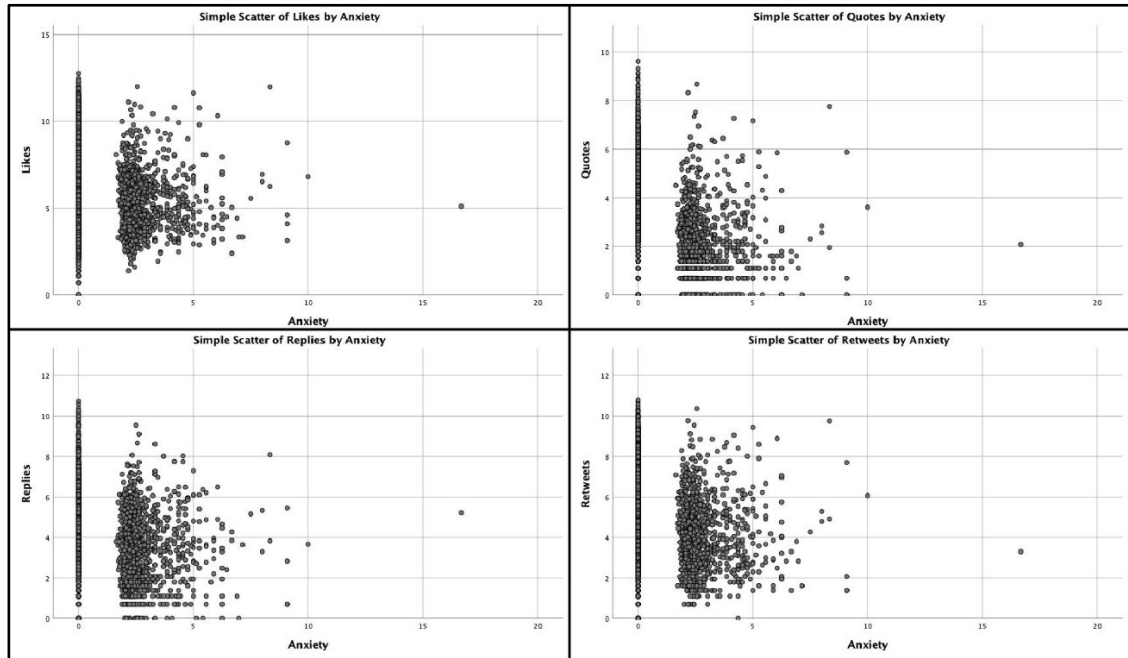 Simple Scatter of Likes by Anxiety
15
10
5
0
Likes
0 5 10 15 20
Anxiety
Simple Scatter of Quotes by Anxiety
10
8
6
4
2
0
Quotes
0 5 10 15 20
Anxiety
Simple Scatter of Replies by Anxiety
12
10
8
6
4
2
0
Replies
0 5 10 15 20
Anxiety
Simple Scatter of Retweets by Anxiety
12
10
8
6
4
2
0
Retweets
0 5 10 15 20
Anxiety